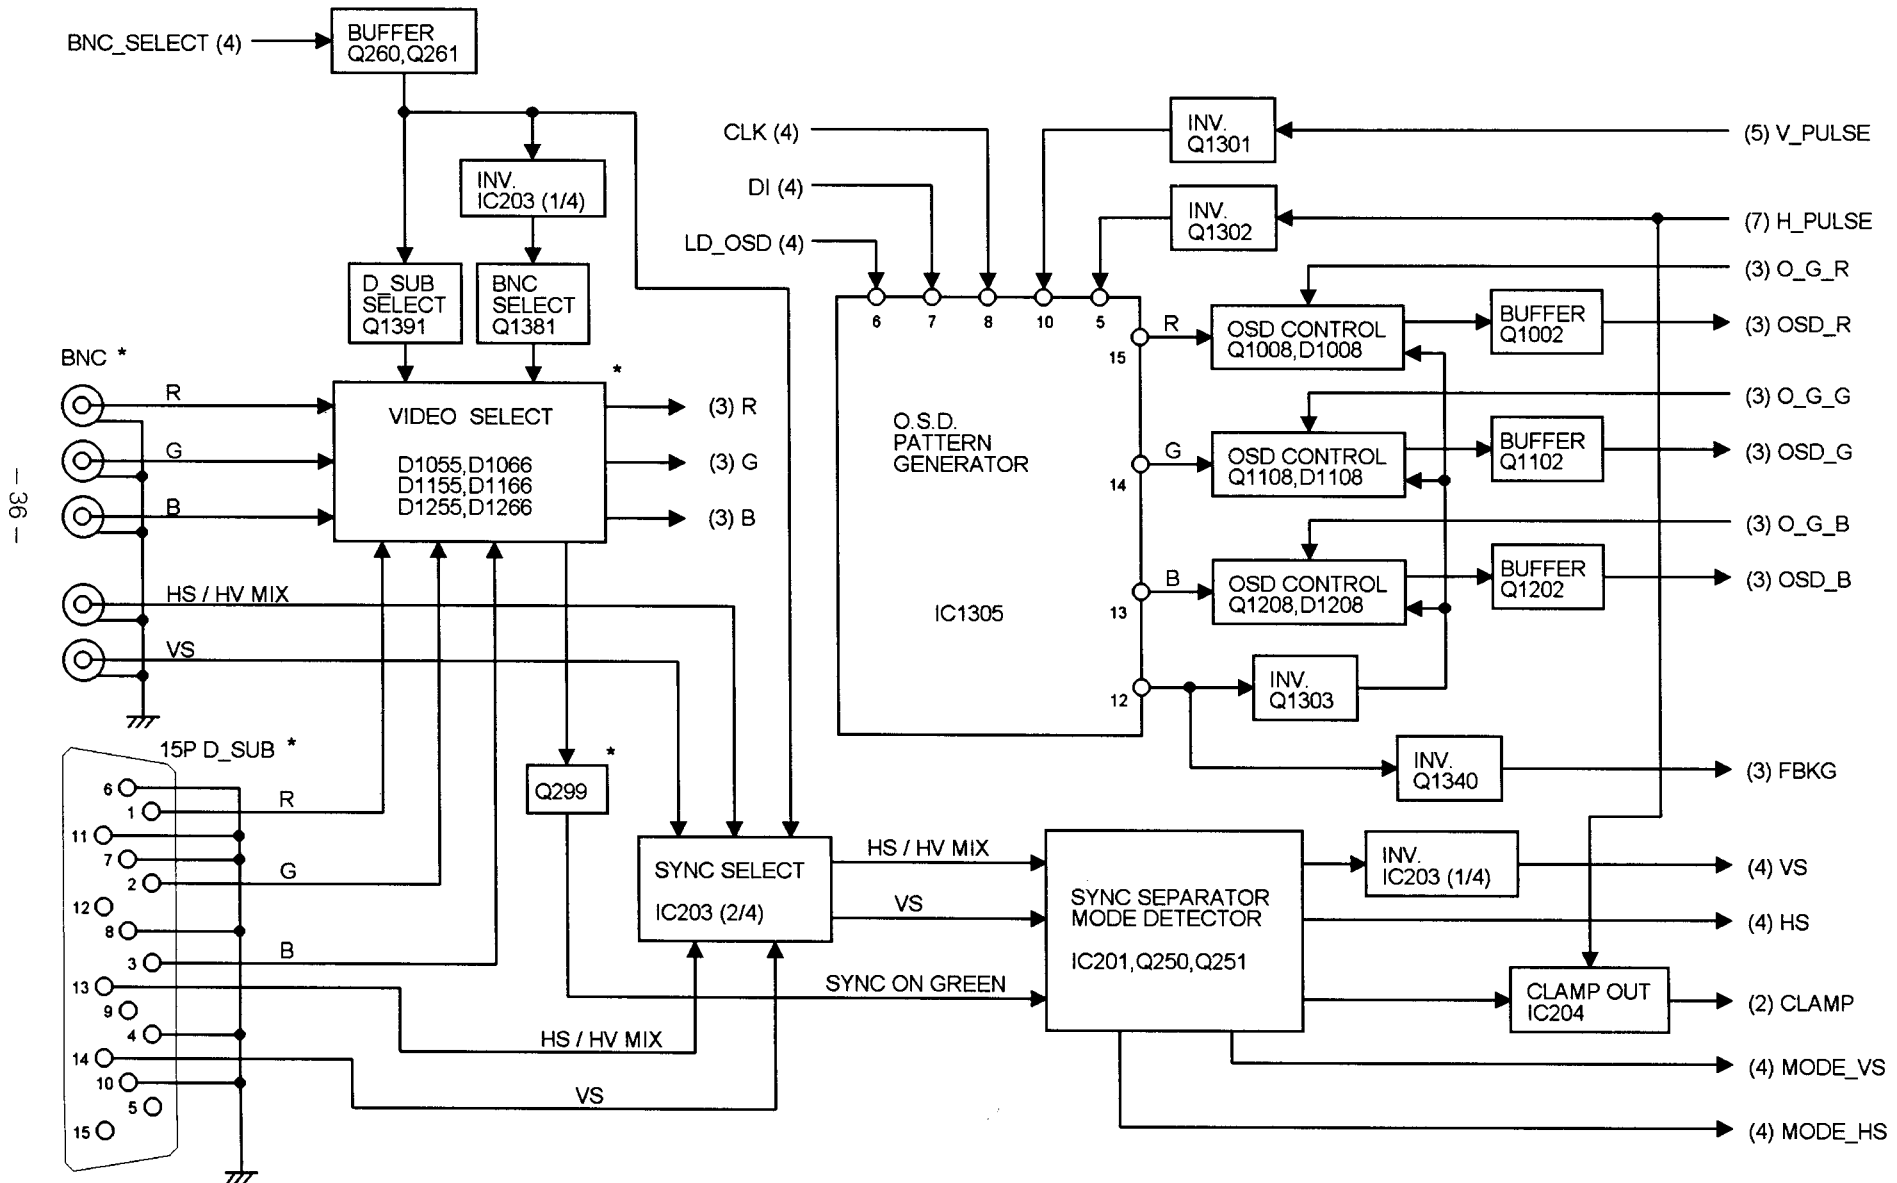 BNC_SELECT (4)
BUFFER
Q260,Q261
INV.
IC203 (1/4)
D_SUB
SELECT
Q1391
BNC
SELECT
Q1381
BNC *
R
G
B
HS / HV MIX
VS
*
VIDEO SELECT
D1055,D1066
D1155,D1166
D1255,D1266
(3) R
(3) G
(3) B
CLK (4)
DI (4)
LD_OSD (4)
INV.
Q1301
INV.
Q1302
(5) V_PULSE
(7) H_PULSE
6
7
8
10
5
O.S.D.
PATTERN
GENERATOR
IC1305
15
R
14
G
13
B
12
OSD CONTROL
Q1008,D1008
BUFFER
Q1002
(3) O_G_R
(3) OSD_R
OSD CONTROL
Q1108,D1108
BUFFER
Q1102
(3) O_G_G
(3) OSD_G
OSD CONTROL
Q1208,D1208
BUFFER
Q1202
(3) O_G_B
(3) OSD_B
INV.
Q1303
INV.
Q1340
(3) FBKG
– 36 –
15P D_SUB *
6
1
R
11
7
2
G
12
8
3
B
13
9
4
14
10
5
15
HS / HV MIX
VS
*
Q299
SYNC SELECT
IC203 (2/4)
HS / HV MIX
VS
SYNC ON GREEN
SYNC SEPARATOR
MODE DETECTOR
IC201,Q250,Q251
INV.
IC203 (1/4)
(4) VS
(4) HS
CLAMP OUT
IC204
(2) CLAMP
(4) MODE_VS
(4) MODE_HS